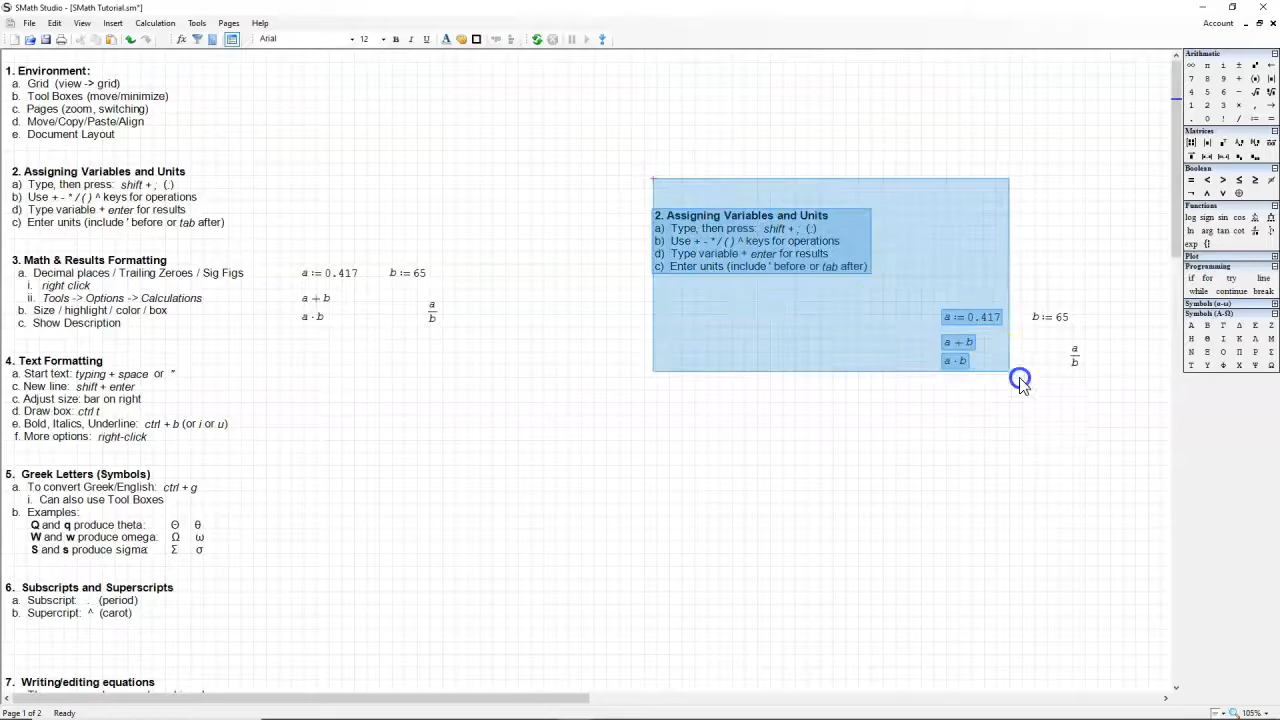 SMath Studio - [SMath Tutorial.sm*]
File Edit View Insert Calculation Tools Pages Help
Account
Arial 12
1. Environment:
a. Grid (view -> grid)
b. Tool Boxes (move/minimize)
c. Pages (zoom, switching)
d. Move/Copy/Paste/Align
e. Document Layout
2. Assigning Variables and Units
a) Type, then press: shift + ; (:)
b) Use + - * / ( ) ^ keys for operations
d) Type variable + enter for results
c) Enter units (include ' before or tab after)
3. Math & Results Formatting
a. Decimal places / Trailing Zeroes / Sig Figs
i. right click
ii. Tools -> Options -> Calculations
b. Size / highlight / color / box
c. Show Description
a := 0.417 b := 65
a + b
a · b
a
b
4. Text Formatting
a. Start text: typing + space or "
c. New line: shift + enter
c. Adjust size: bar on right
d. Draw box: ctrl t
e. Bold, Italics, Underline: ctrl + b (or i or u)
f. More options: right-click
5. Greek Letters (Symbols)
a. To convert Greek/English: ctrl + g
i. Can also use Tool Boxes
b. Examples:
Q and q produce theta: Θ θ
W and w produce omega: Ω ω
S and s produce sigma: Σ σ
6. Subscripts and Superscripts
a. Subscript: . (period)
b. Supercript: ^ (carot)
7. Writing/editing equations
2. Assigning Variables and Units
a) Type, then press: shift + ; (:)
b) Use + - * / ( ) ^ keys for operations
d) Type variable + enter for results
c) Enter units (include ' before or tab after)
a := 0.417 b := 65
a + b
a · b
a
b
Arithmetic
∞ π i ±
7 8 9 +
4 5 6 −
1 2 3 ×
. 0 ! / := =
Matrices
Boolean
= < > ≤ ≥ ≠
¬ ∧ ∨ ⊕
Functions
log sign sin cos
ln arg tan cot
exp
Plot
Programming
if for try line
while continue break
Symbols (α-ω)
Symbols (Α-Ω)
Α Β Γ Δ Ε Ζ
Η Θ Ι Κ Λ Μ
Ν Ξ Ο Π Ρ Σ
Τ Υ Φ Χ Ψ Ω
Page 1 of 2 Ready
105%